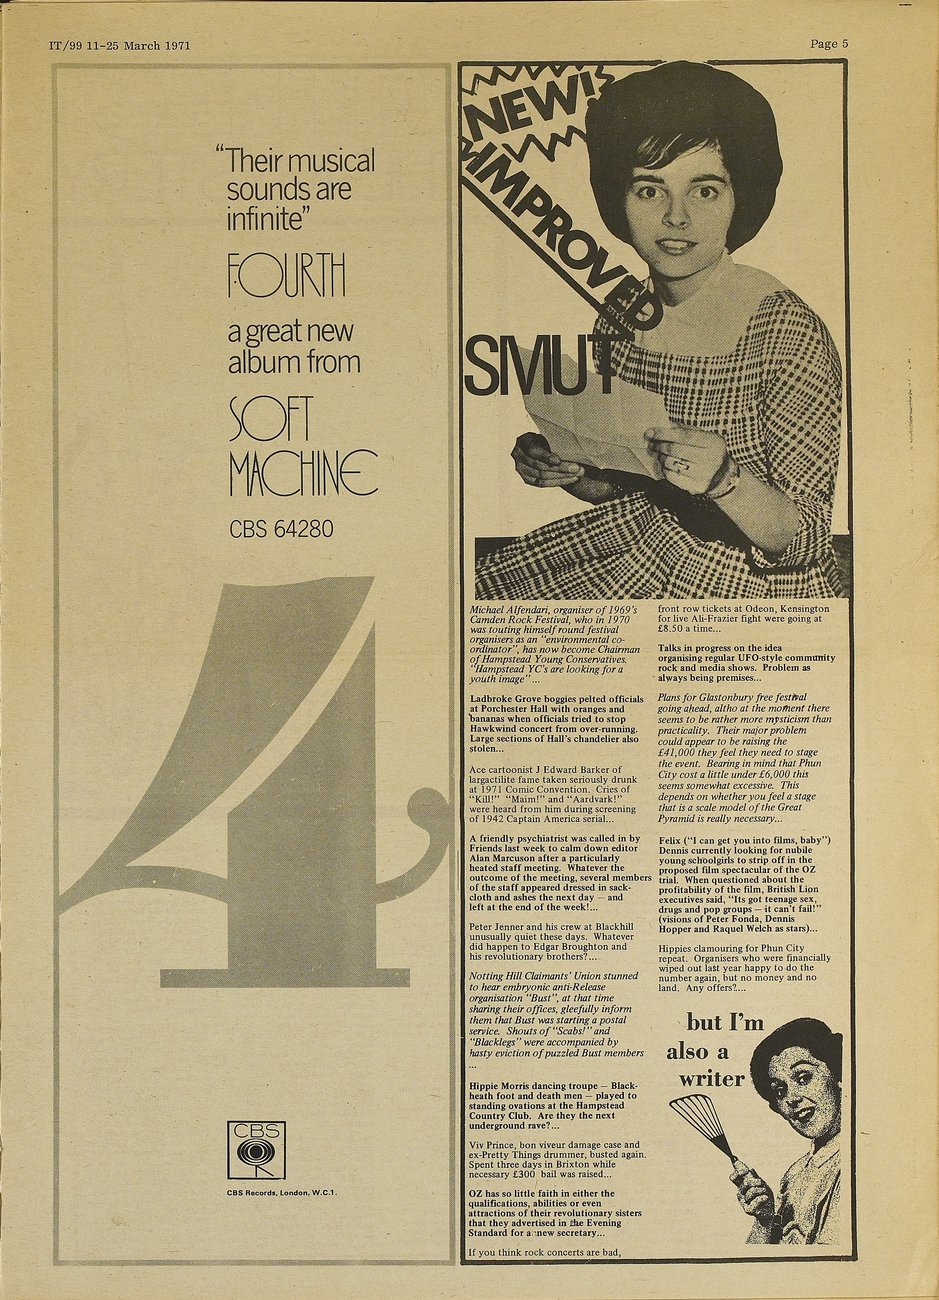 IT/99 11-25 March 1971
Page 5
“Their musical
sounds are
infinite”
FOURTH
a great new
album from
SOFT
MACHINE
CBS 64280
4
CBS
CBS Records, London, W.C.1.
NEW!
IMPROVED
SMUT
Michael Alfendari, organiser of 1969's
Camden Rock Festival, who in 1970
was touting himself round festival
organisers as an "environmental co-
ordinator", has now become Chairman
of Hampstead Young Conservatives.
"Hampstead YC's are looking for a
youth image" ...
Ladbroke Grove boggies pelted officials
at Porchester Hall with oranges and
bananas when officials tried to stop
Hawkwind concert from over-running.
Large sections of Hall's chandelier also
stolen...
Ace cartoonist J Edward Barker of
largactilite fame taken seriously drunk
at 1971 Comic Convention. Cries of
"Kill!" "Maim!" and "Aardvark!"
were heard from him during screening
of 1942 Captain America serial...
A friendly psychiatrist was called in by
Friends last week to calm down editor
Alan Marcuson after a particularly
heated staff meeting. Whatever the
outcome of the meeting, several members
of the staff appeared dressed in sack-
cloth and ashes the next day — and
left at the end of the week!...
Peter Jenner and his crew at Blackhill
unusually quiet these days. Whatever
did happen to Edgar Broughton and
his revolutionary brothers?....
Notting Hill Claimants' Union stunned
to hear embryonic anti-Release
organisation "Bust", at that time
sharing their offices, gleefully inform
them that Bust was starting a postal
service. Shouts of "Scabs!" and
"Blacklegs" were accompanied by
hasty eviction of puzzled Bust members
...
Hippie Morris dancing troupe — Black-
heath foot and death men — played to
standing ovations at the Hampstead
Country Club. Are they the next
underground rave?...
Viv Prince, bon viveur damage case and
ex-Pretty Things drummer, busted again.
Spent three days in Brixton while
necessary £300 bail was raised...
OZ has so little faith in either the
qualifications, abilities or even
attractions of their revolutionary sisters
that they advertised in the Evening
Standard for a new secretary...
If you think rock concerts are bad,
front row tickets at Odeon, Kensington
for live Ali-Frazier fight were going at
£8.50 a time...
Talks in progress on the idea
organising regular UFO-style community
rock and media shows. Problem as
always being premises...
Plans for Glastonbury free festival
going ahead, altho at the moment there
seems to be rather more mysticism than
practicality. Their major problem
could appear to be raising the
£41,000 they feel they need to stage
the event. Bearing in mind that Phun
City cost a little under £6,000 this
seems somewhat excessive. This
depends on whether you feel a stage
that is a scale model of the Great
Pyramid is really necessary...
Felix ("I can get you into films, baby")
Dennis currently looking for nubile
young schoolgirls to strip off in the
proposed film spectacular of the OZ
trial. When questioned about the
profitability of the film, British Lion
executives said, "Its got teenage sex,
drugs and pop groups — it can't fail!"
(visions of Peter Fonda, Dennis
Hopper and Raquel Welch as stars)...
Hippies clamouring for Phun City
repeat. Organisers who were financially
wiped out last year happy to do the
number again, but no money and no
land. Any offers?...
but I'm
also a
writer